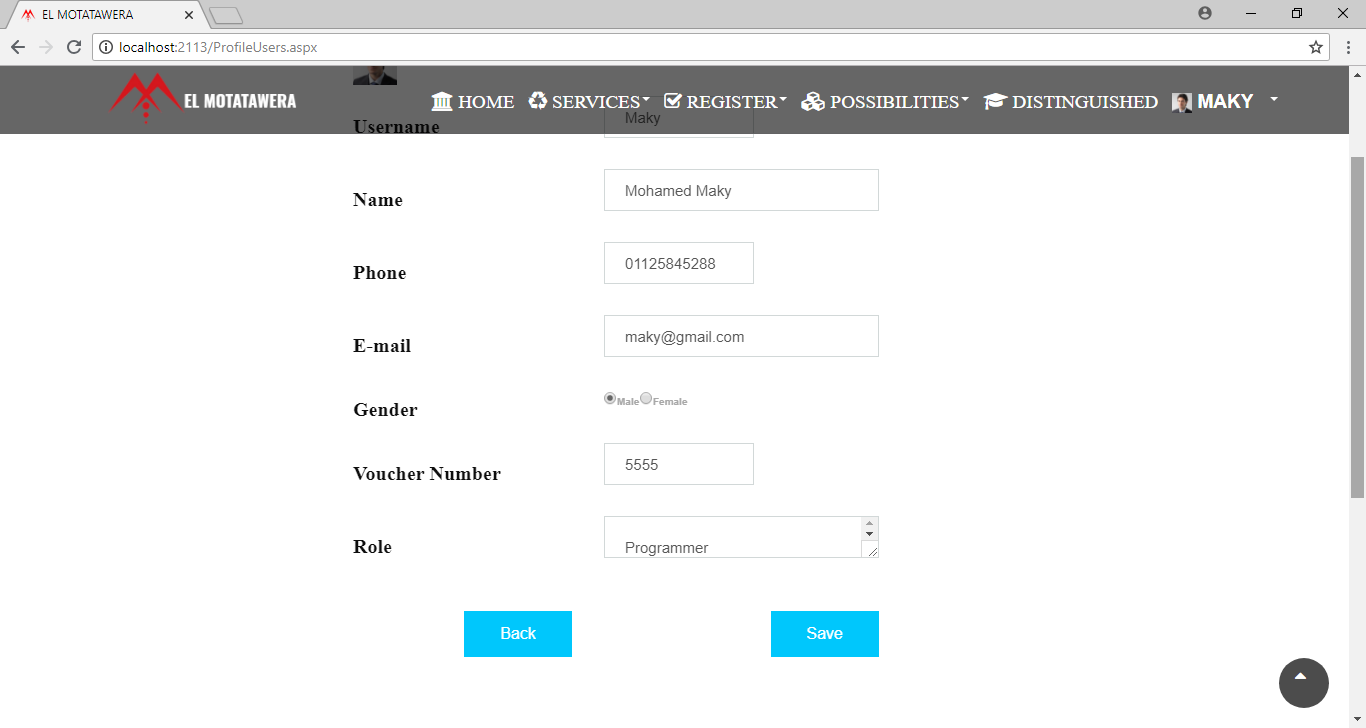 EL MOTATAWERA
localhost:2113/ProfileUsers.aspx
EL MOTATAWERA HOME SERVICES REGISTER POSSIBILITIES DISTINGUISHED MAKY
Username Maky
Name Mohamed Maky
Phone 01125845288
E-mail maky@gmail.com
Gender Male Female
Voucher Number 5555
Role Programmer
Back Save